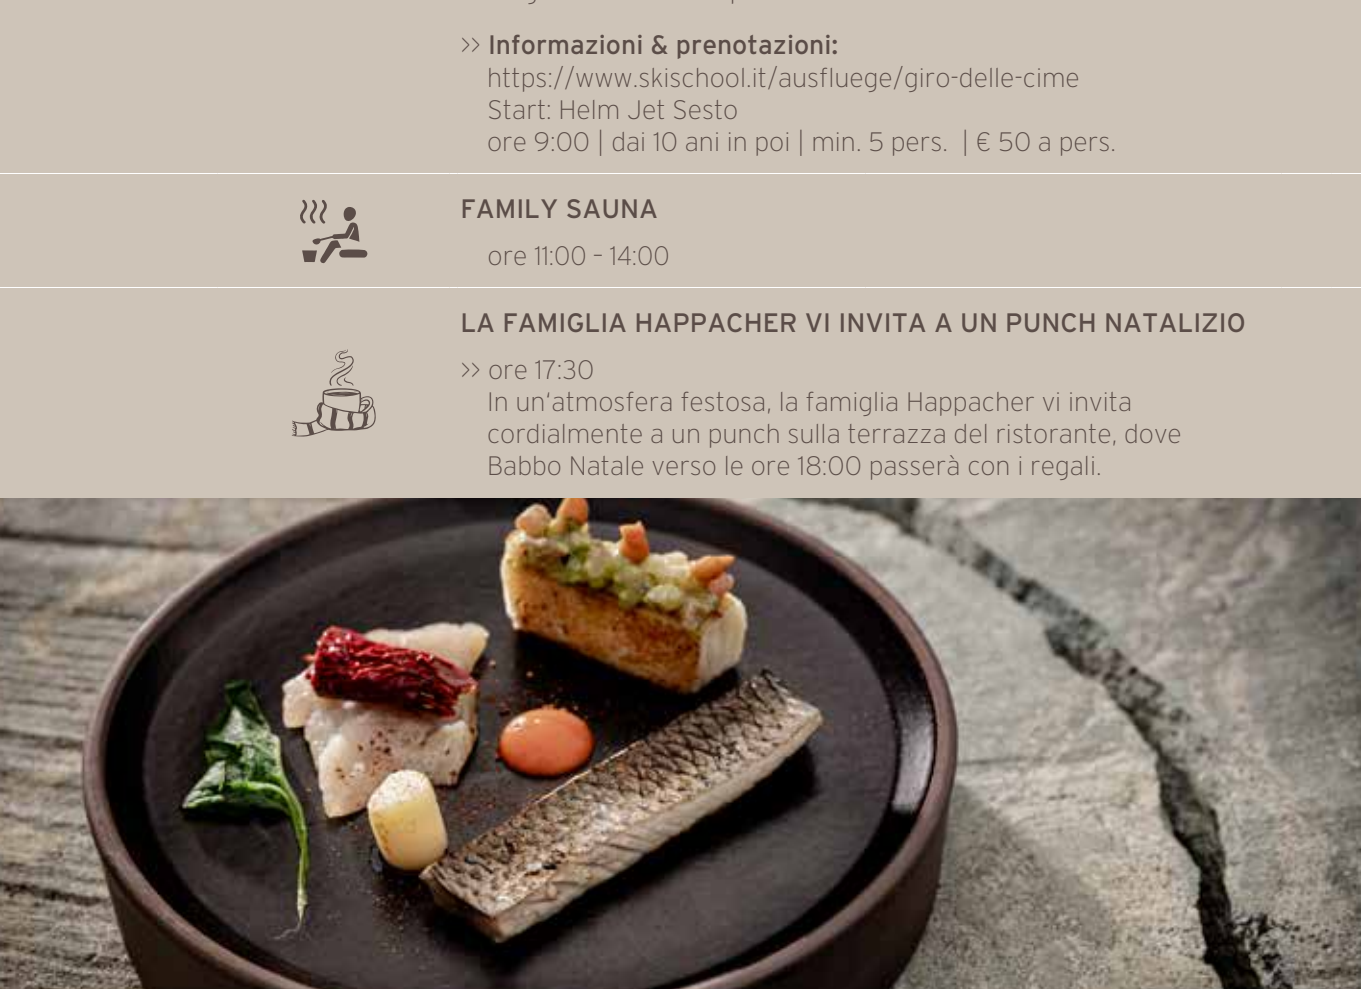 >> Informazioni & prenotazioni:
https://www.skischool.it/ausfluege/giro-delle-cime
Start: Helm Jet Sesto
ore 9:00 | dai 10 ani in poi | min. 5 pers. | € 50 a pers.
FAMILY SAUNA
ore 11:00 – 14:00
LA FAMIGLIA HAPPACHER VI INVITA A UN PUNCH NATALIZIO
>> ore 17:30
In un‘atmosfera festosa, la famiglia Happacher vi invita
cordialmente a un punch sulla terrazza del ristorante, dove
Babbo Natale verso le ore 18:00 passerà con i regali.